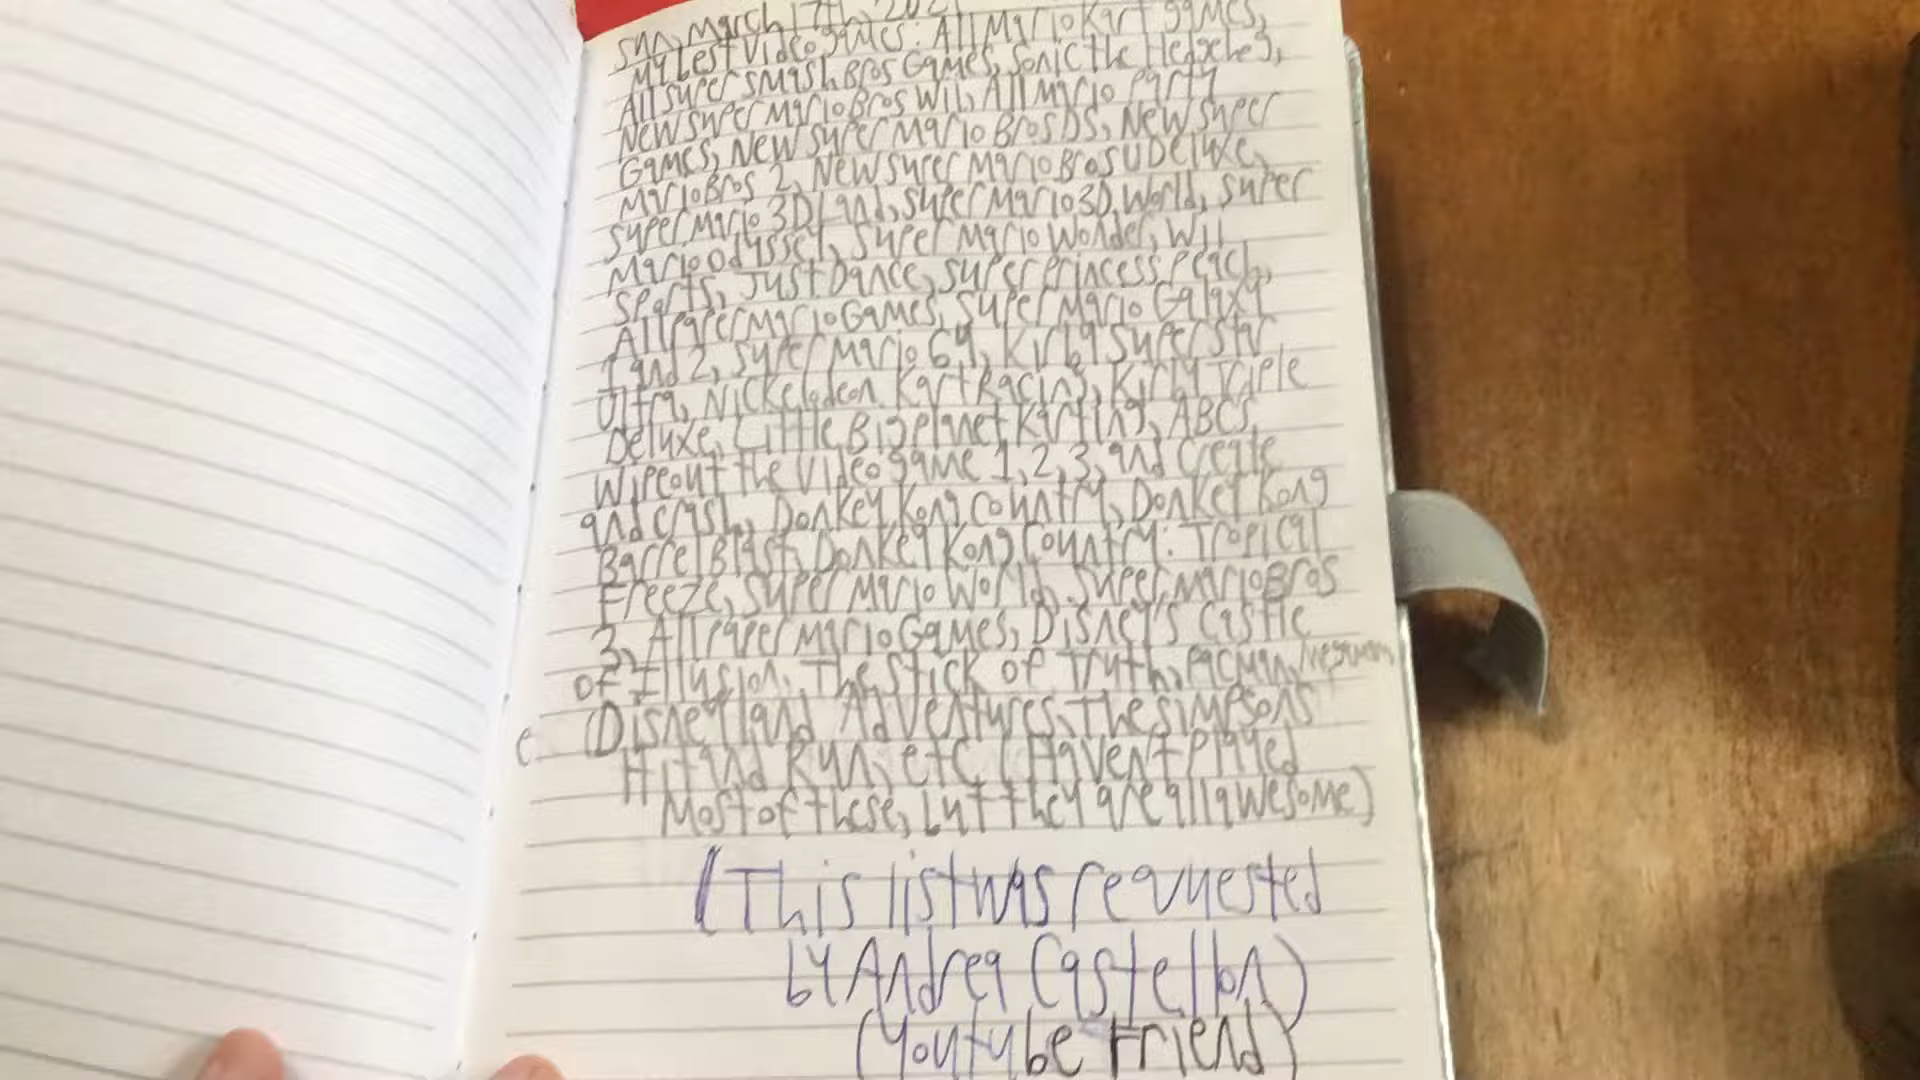 Sun, March 17th, 202
My best Video games: All Mario Kart games,
All Super Smash Bros Games, Sonic the Hedgehog,
New Super Mario Bros Wii, All Mario Party
Games, New Super Mario Bros DS, New Super
Mario Bros 2, New Super Mario Bros U Deluxe,
Super Mario 3D Land, Super Mario 3D World, Super
Mario Odyssey, Super Mario Wonder, Wii
Sports, Just Dance, Super Princess Peach,
All Paper Mario Games, Super Mario Galaxy
1 and 2, Super Mario 64, Kirby Super Star
Ultra, Nickelodeon Kart Racing, Kirby Triple
Deluxe, Little Big Planet Karting, ABC's
Wipeout the Video game 1, 2, 3, and Create
and Crash, Donkey Kong Country, Donkey Kong
Barrel Blast, Donkey Kong Country: Tropical
Freeze, Super Mario World, Super Mario Bros
3, All Paper Mario Games, Disney's Castle
of Illusion, The Stick of Truth, Pacman,
Disneyland Adventures, The Simpsons
Hit and Run, etc (Havent Played
Most of these, but they are all awesome)
(This list was requested
by Andrea Castellon)
(Youtube Friend)